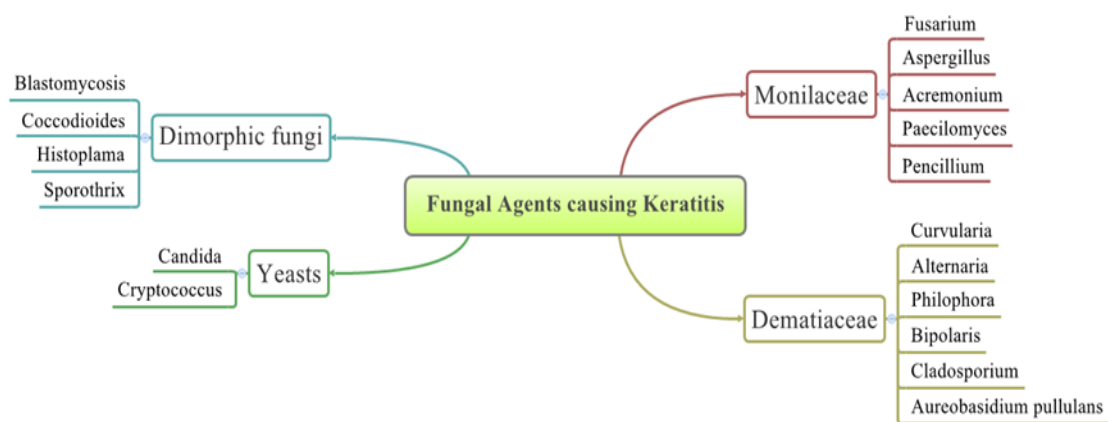 Fungal Agents causing Keratitis
Monilaceae
Fusarium
Aspergillus
Acremonium
Paecilomyces
Pencillium
Dematiaceae
Curvularia
Alternaria
Philophora
Bipolaris
Cladosporium
Aureobasidium pullulans
Dimorphic fungi
Blastomycosis
Coccodioides
Histoplama
Sporothrix
Yeasts
Candida
Cryptococcus